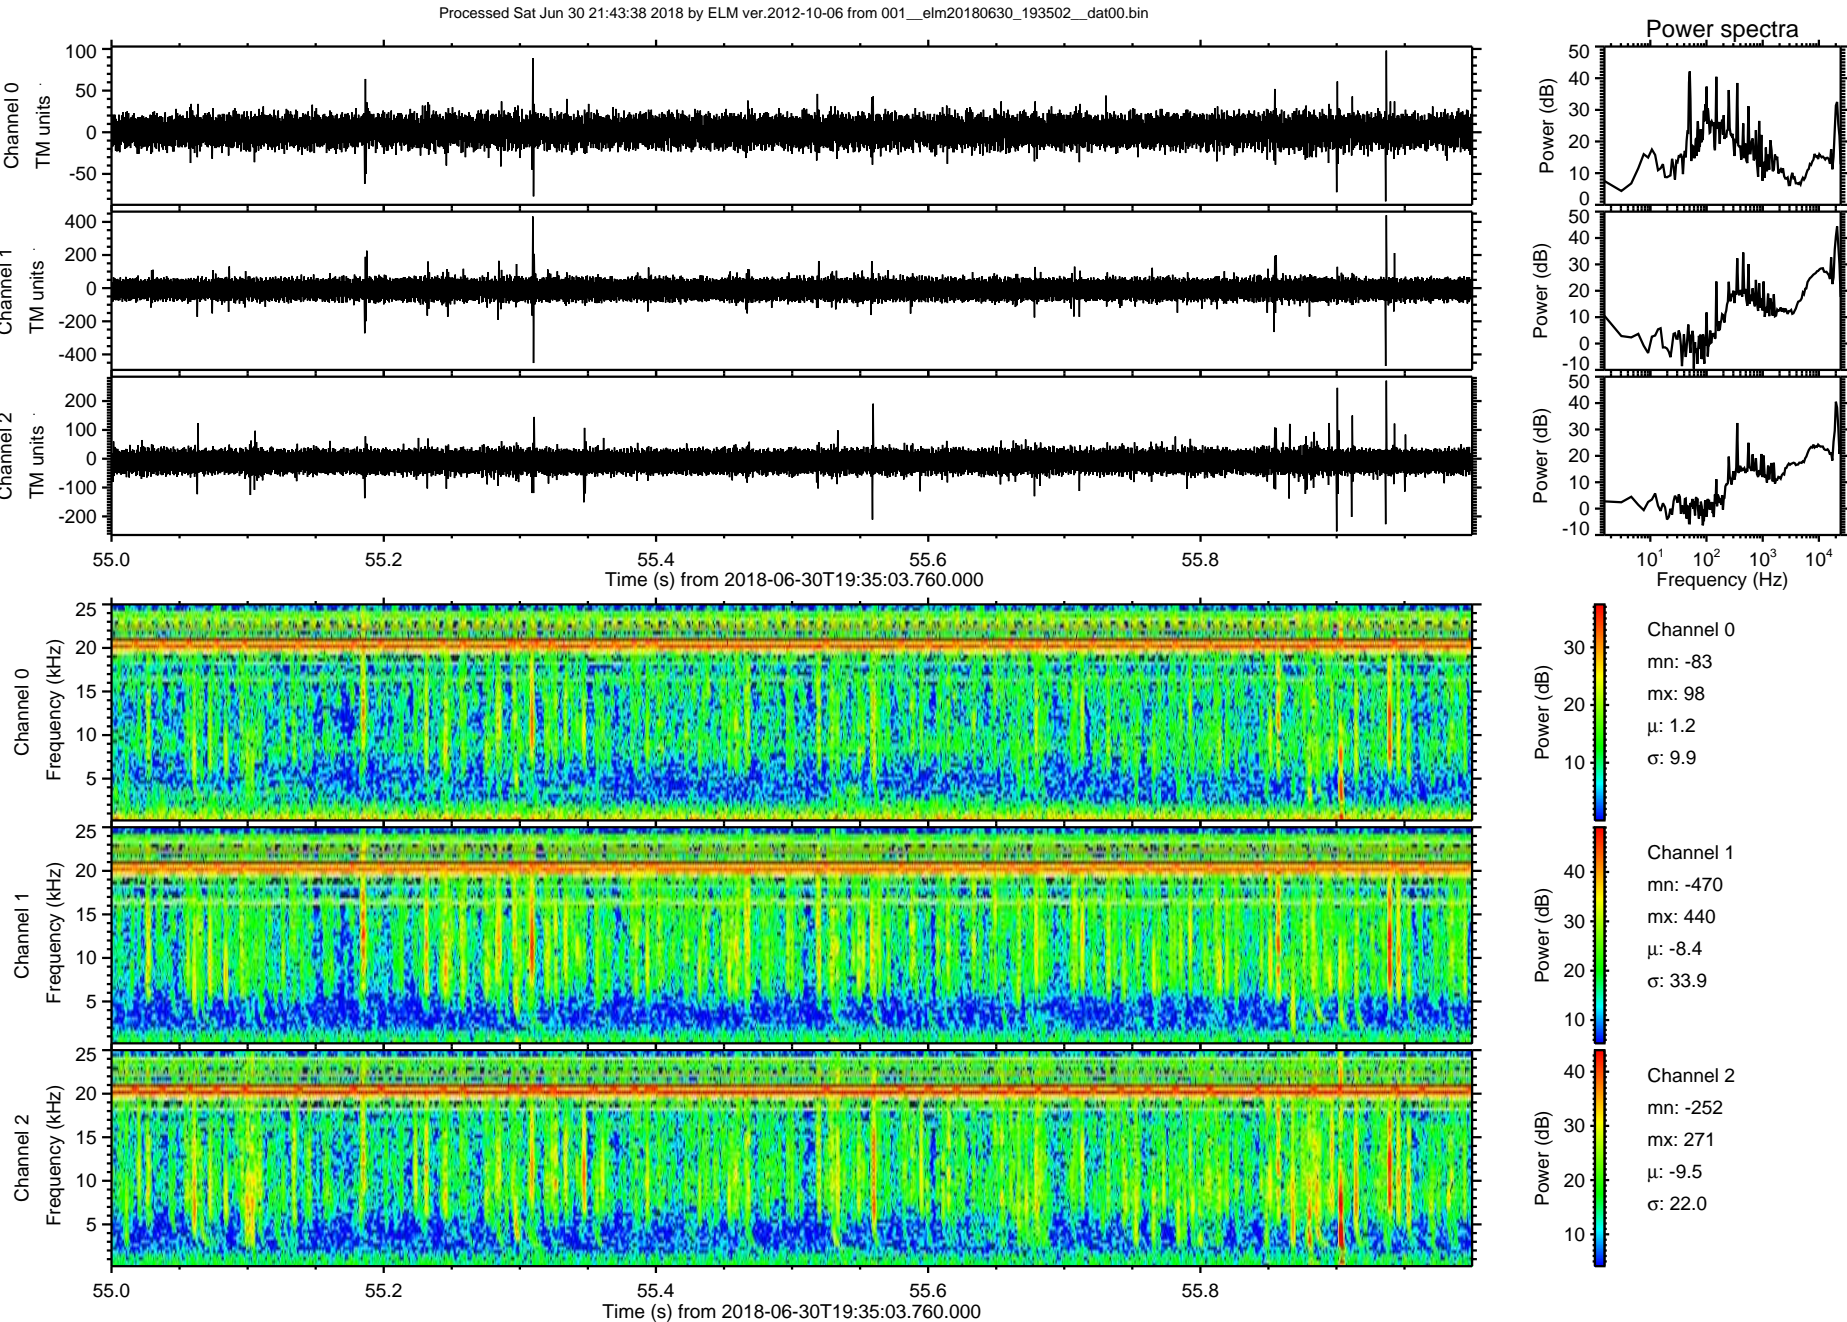 Processed Sat Jun 30 21:43:38 2018 by ELM ver.2012-10-06 from 001__elm20180630_193502__dat00.bin
Power spectra
Channel 0
TM units
100
50
0
-50
Power (dB)
50
40
30
20
10
0
Channel 1
TM units
400
200
0
-200
-400
Power (dB)
50
40
30
20
10
0
-10
Channel 2
TM units
200
100
0
-100
-200
Power (dB)
50
40
30
20
10
0
-10
55.0 55.2 55.4 55.6 55.8
Time (s) from 2018-06-30T19:35:03.760.000
10¹ 10² 10³ 10⁴
Frequency (Hz)
Channel 0
Frequency (kHz)
25
20
15
10
5
Power (dB)
30
20
10
Channel 0
mn: -83
mx: 98
μ: 1.2
σ: 9.9
Channel 1
Frequency (kHz)
25
20
15
10
5
Power (dB)
40
30
20
10
Channel 1
mn: -470
mx: 440
μ: -8.4
σ: 33.9
Channel 2
Frequency (kHz)
25
20
15
10
5
Power (dB)
40
30
20
10
Channel 2
mn: -252
mx: 271
μ: -9.5
σ: 22.0
55.0 55.2 55.4 55.6 55.8
Time (s) from 2018-06-30T19:35:03.760.000